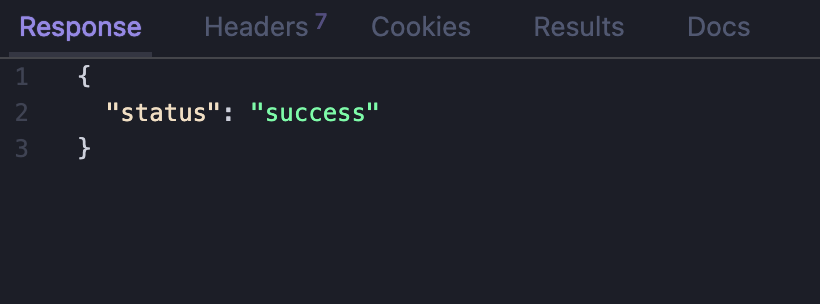 Response Headers 7 Cookies Results Docs
1 {
2 "status": "success"
3 }